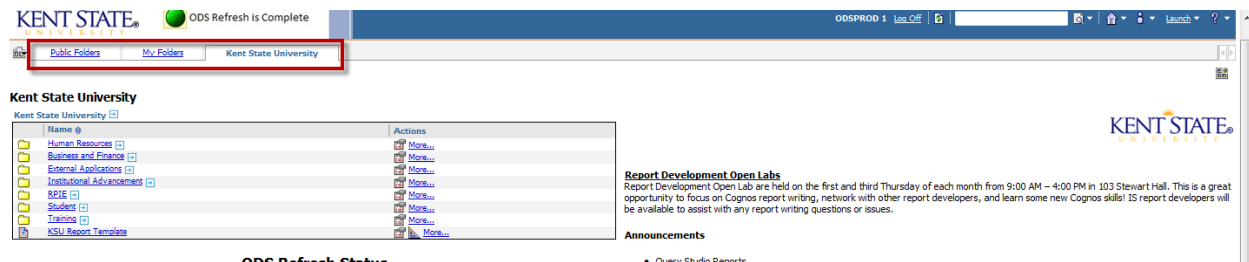 KENT STATE®
UNIVERSITY
ODS Refresh is Complete
ODSPROD 1 Log Off
Launch ?
Public Folders My Folders Kent State University
Kent State University
Kent State University
Name Actions
Human Resources More...
Business and Finance More...
External Applications More...
Institutional Advancement More...
RPIE More...
Student More...
Training More...
KSU Report Template More...
KENT STATE®
UNIVERSITY
Report Development Open Labs
Report Development Open Lab are held on the first and third Thursday of each month from 9:00 AM – 4:00 PM in 103 Stewart Hall. This is a great
opportunity to focus on Cognos report writing, network with other report developers, and learn some new Cognos skills! IS report developers will
be available to assist with any report writing questions or issues.
Announcements
ODS Refresh Status
• Query Studio Reports